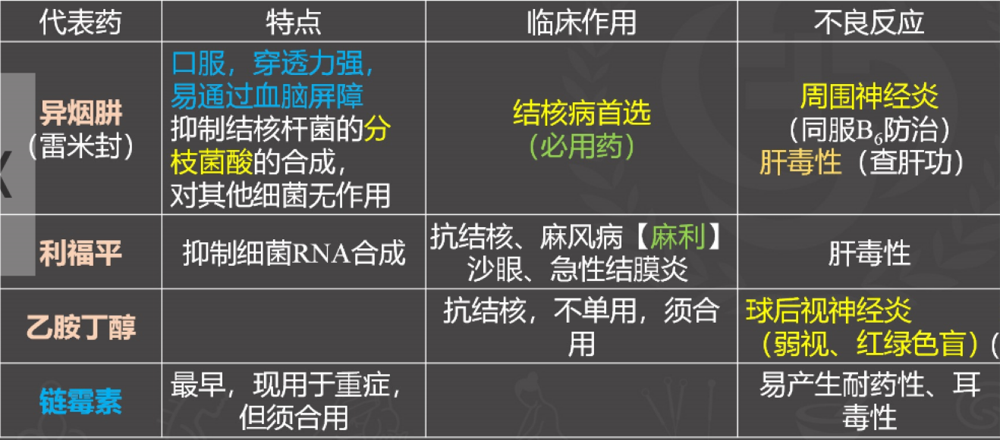 代表药
特点
临床作用
不良反应
异烟肼
（雷米封）
口服，穿透力强，
易通过血脑屏障
抑制结核杆菌的分
枝菌酸的合成，
对其他细菌无作用
结核病首选
（必用药）
周围神经炎
（同服B₆防治）
肝毒性（查肝功）
利福平
抑制细菌RNA合成
抗结核、麻风病【麻利】
沙眼、急性结膜炎
肝毒性
乙胺丁醇
抗结核，不单用，须合
用
球后视神经炎
（弱视、红绿色盲）（
链霉素
最早，现用于重症，
但须合用
易产生耐药性、耳
毒性